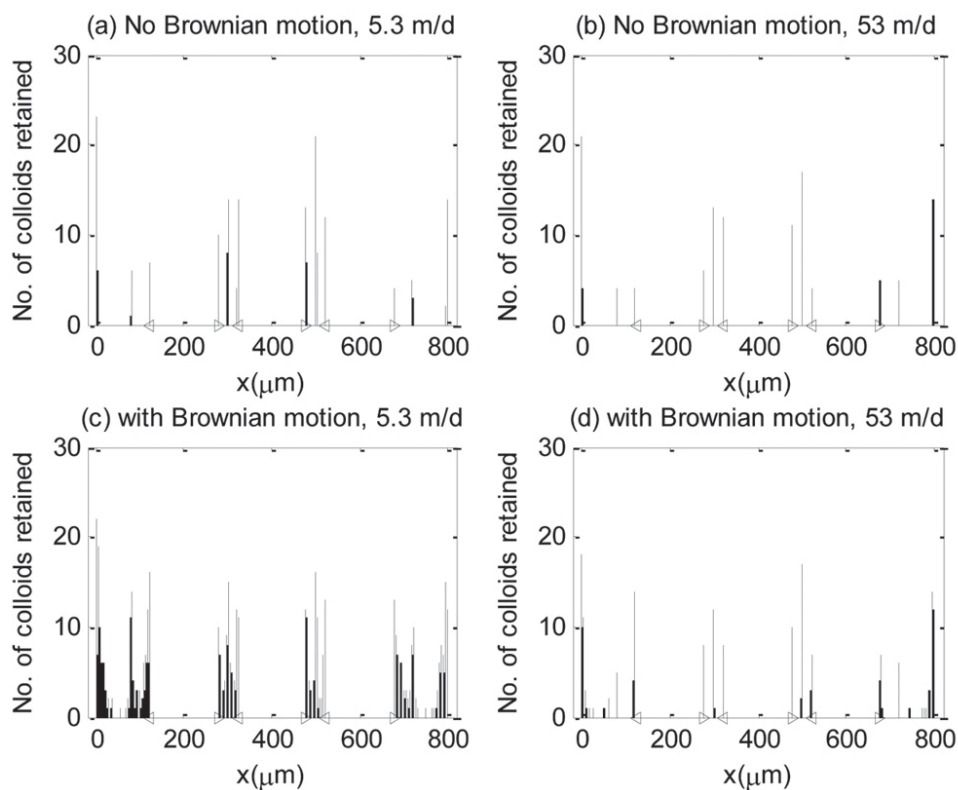 (a) No Brownian motion, 5.3 m/d
No. of colloids retained
30
20
10
0
0 200 400 600 800
x(μm)
(b) No Brownian motion, 53 m/d
No. of colloids retained
30
20
10
0
0 200 400 600 800
x(μm)
(c) with Brownian motion, 5.3 m/d
No. of colloids retained
30
20
10
0
0 200 400 600 800
x(μm)
(d) with Brownian motion, 53 m/d
No. of colloids retained
30
20
10
0
0 200 400 600 800
x(μm)